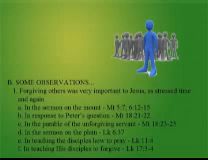 B. SOME OBSERVATIONS...
1. Forgiving others was very important to Jesus, as stressed time
and again
a. In the sermon on the mount - Mt 5:7; 6:12-15
b. In response to Peter's question - Mt 18:21-22
c. In the parable of the unforgiving servant - Mt 18:23-35
d. In the sermon on the plain - Lk 6:37
e. In teaching the disciples how to pray - Lk 11:4
f. In teaching His disciples to forgive - Lk 17:3-4